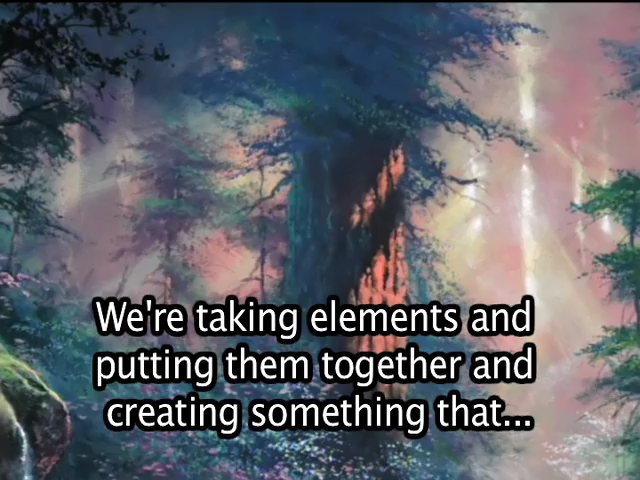 We're taking elements and
putting them together and
creating something that...